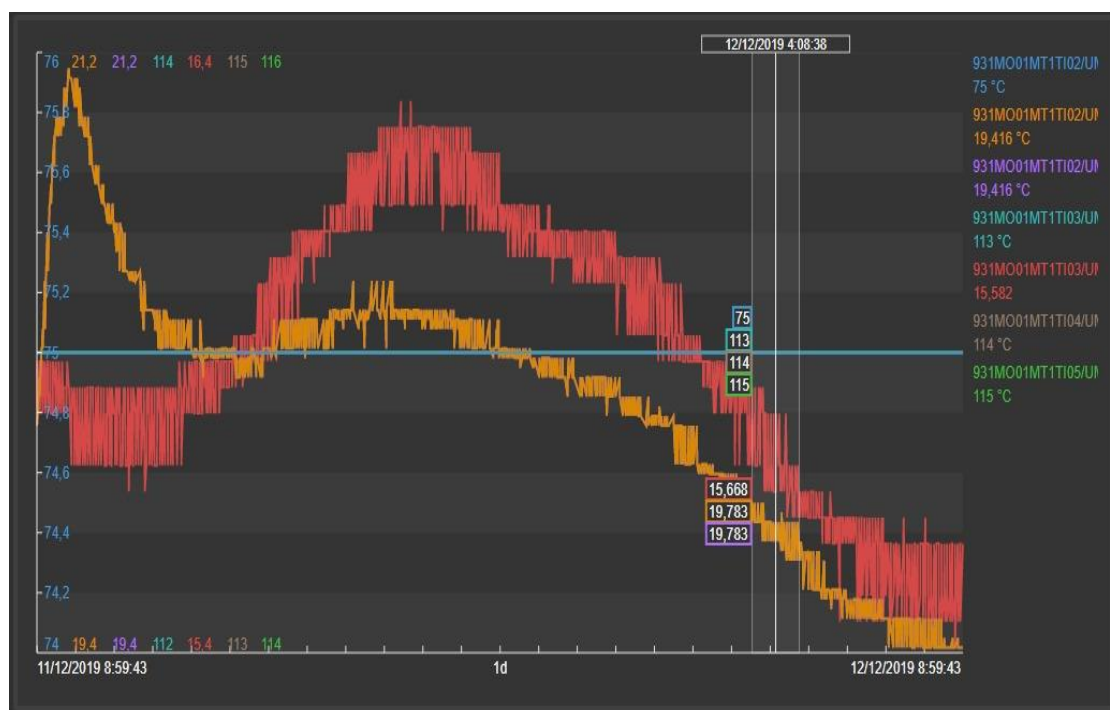 12/12/2019 4:08:38
76 21,2 21,2 114 16,4 115 116
75,8
75,6
75,4
75,2
75
74,8
74,6
74,4
74,2
74 19,4 19,4 112 15,4 113 114
75
113
114
115
15,668
19,783
19,783
11/12/2019 8:59:43 1d 12/12/2019 8:59:43
931MO01MT1TI02/UN
75 °C
931MO01MT1TI02/UN
19,416 °C
931MO01MT1TI02/UN
19,416 °C
931MO01MT1TI03/UN
113 °C
931MO01MT1TI03/UN
15,582
931MO01MT1TI04/UN
114 °C
931MO01MT1TI05/UN
115 °C